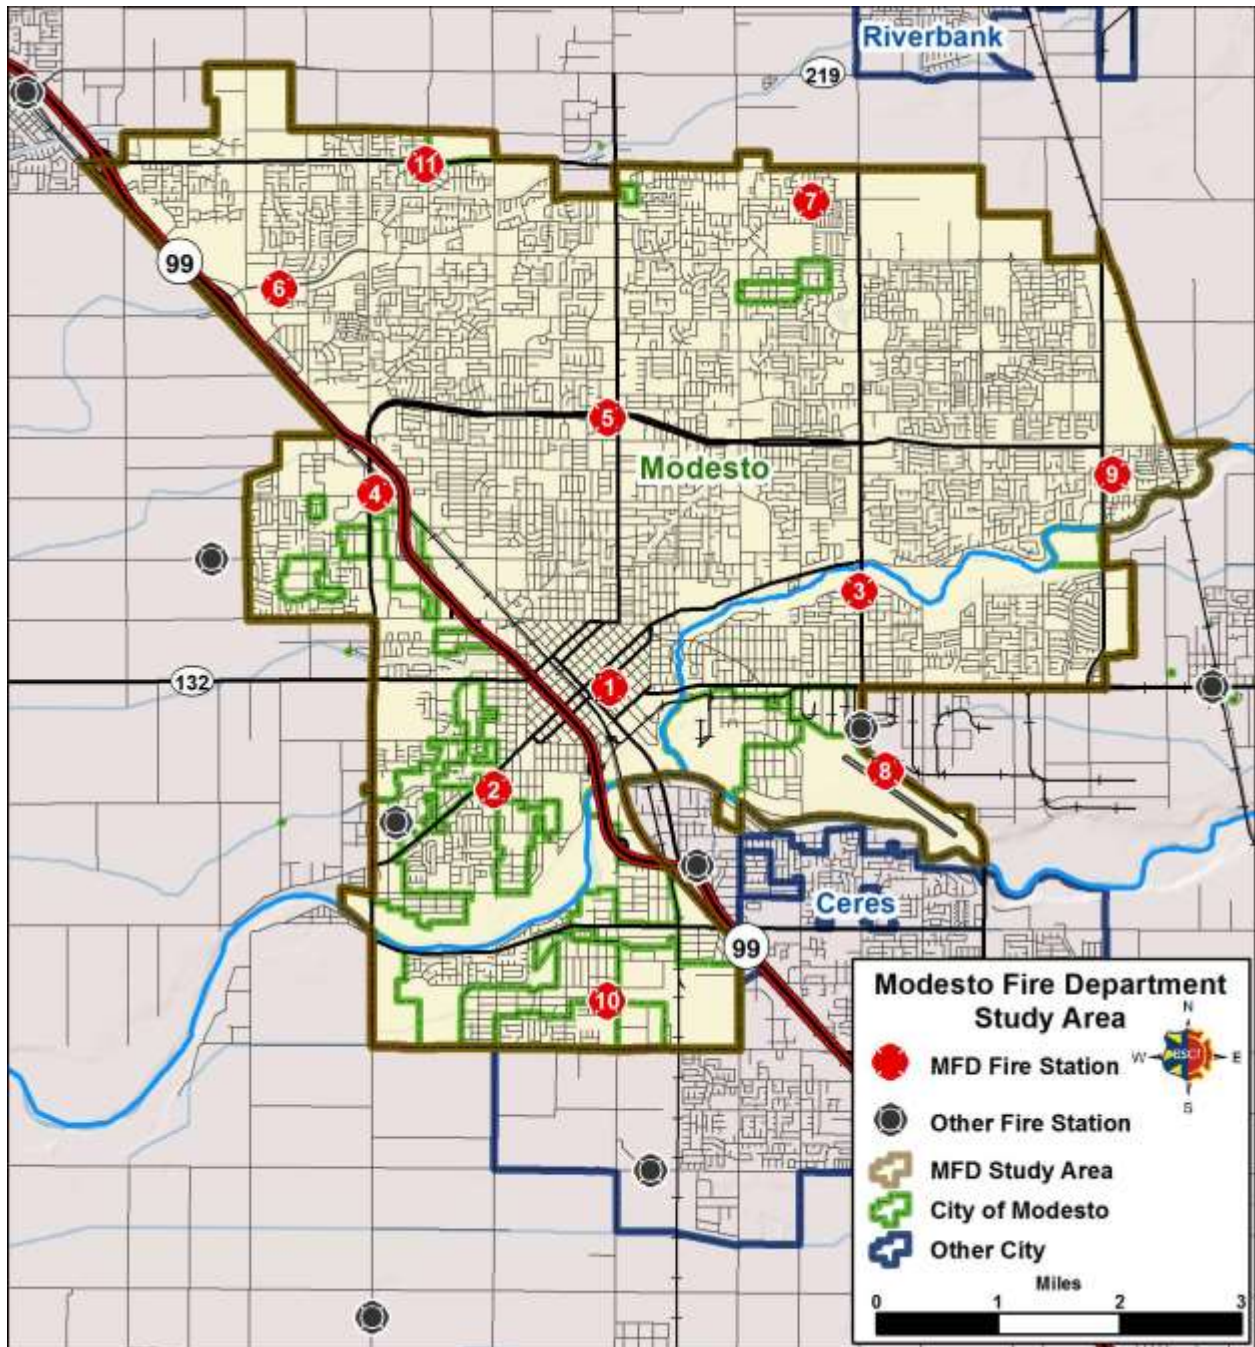 Riverbank
219
11
7
99
6
5
Modesto
9
4
3
132
1
8
2
Ceres
99
10
Modesto Fire Department
Study Area
N
W
E
S
MFD Fire Station
Other Fire Station
MFD Study Area
City of Modesto
Other City
Miles
0 1 2 3